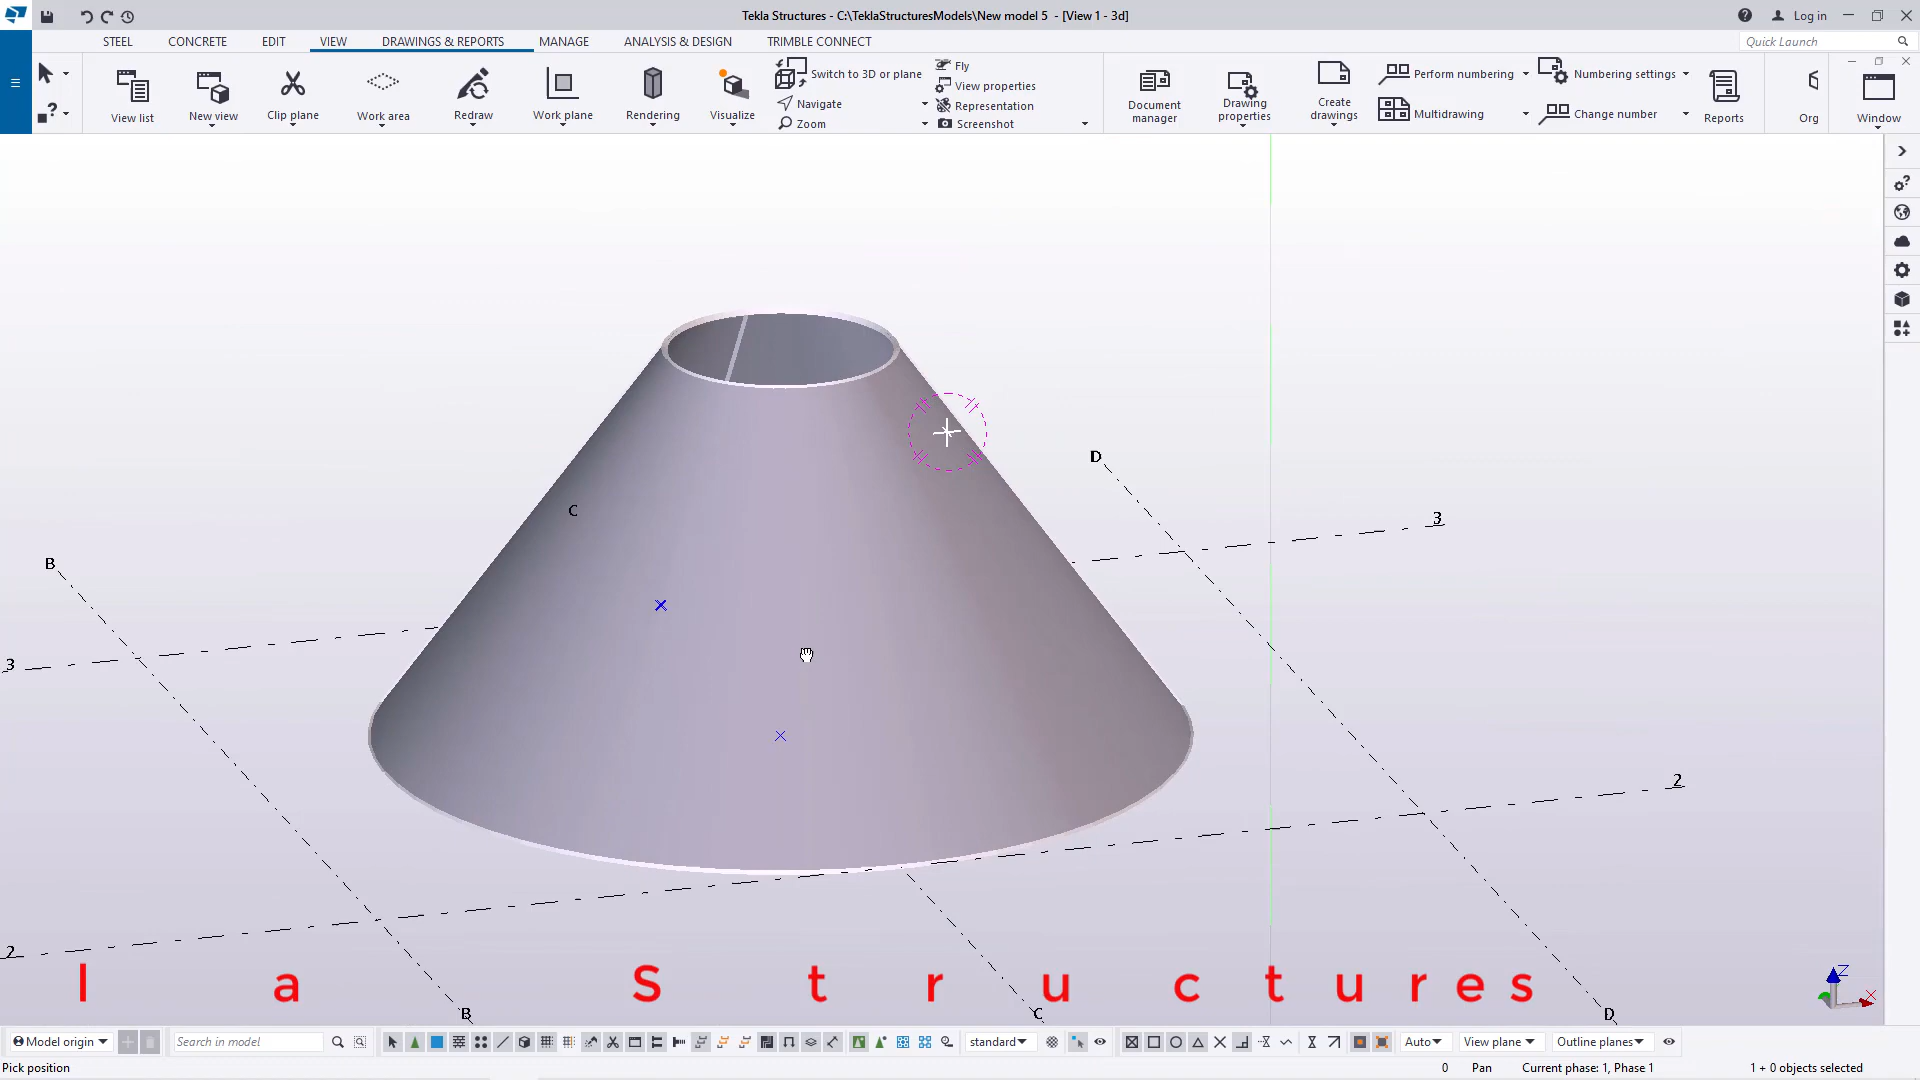 Tekla Structures - C:\TeklaStructuresModels\New model 5 - [View 1 - 3d]
Log in
STEEL CONCRETE EDIT VIEW DRAWINGS & REPORTS MANAGE ANALYSIS & DESIGN TRIMBLE CONNECT
Quick Launch
View list
New view
Clip plane
Work area
Redraw
Work plane
Rendering
Visualize
Switch to 3D or plane
Navigate
Zoom
Fly
View properties
Representation
Screenshot
Document manager
Drawing properties
Create drawings
Perform numbering
Multidrawing
Numbering settings
Change number
Reports
Org
Window
D
3
C
B
3
2
2
l a S t r u c t u r e s
B
C
D
Z
X
Model origin
Search in model
standard
Auto
View plane
Outline planes
Pick position
0
Pan
Current phase: 1, Phase 1
1 + 0 objects selected